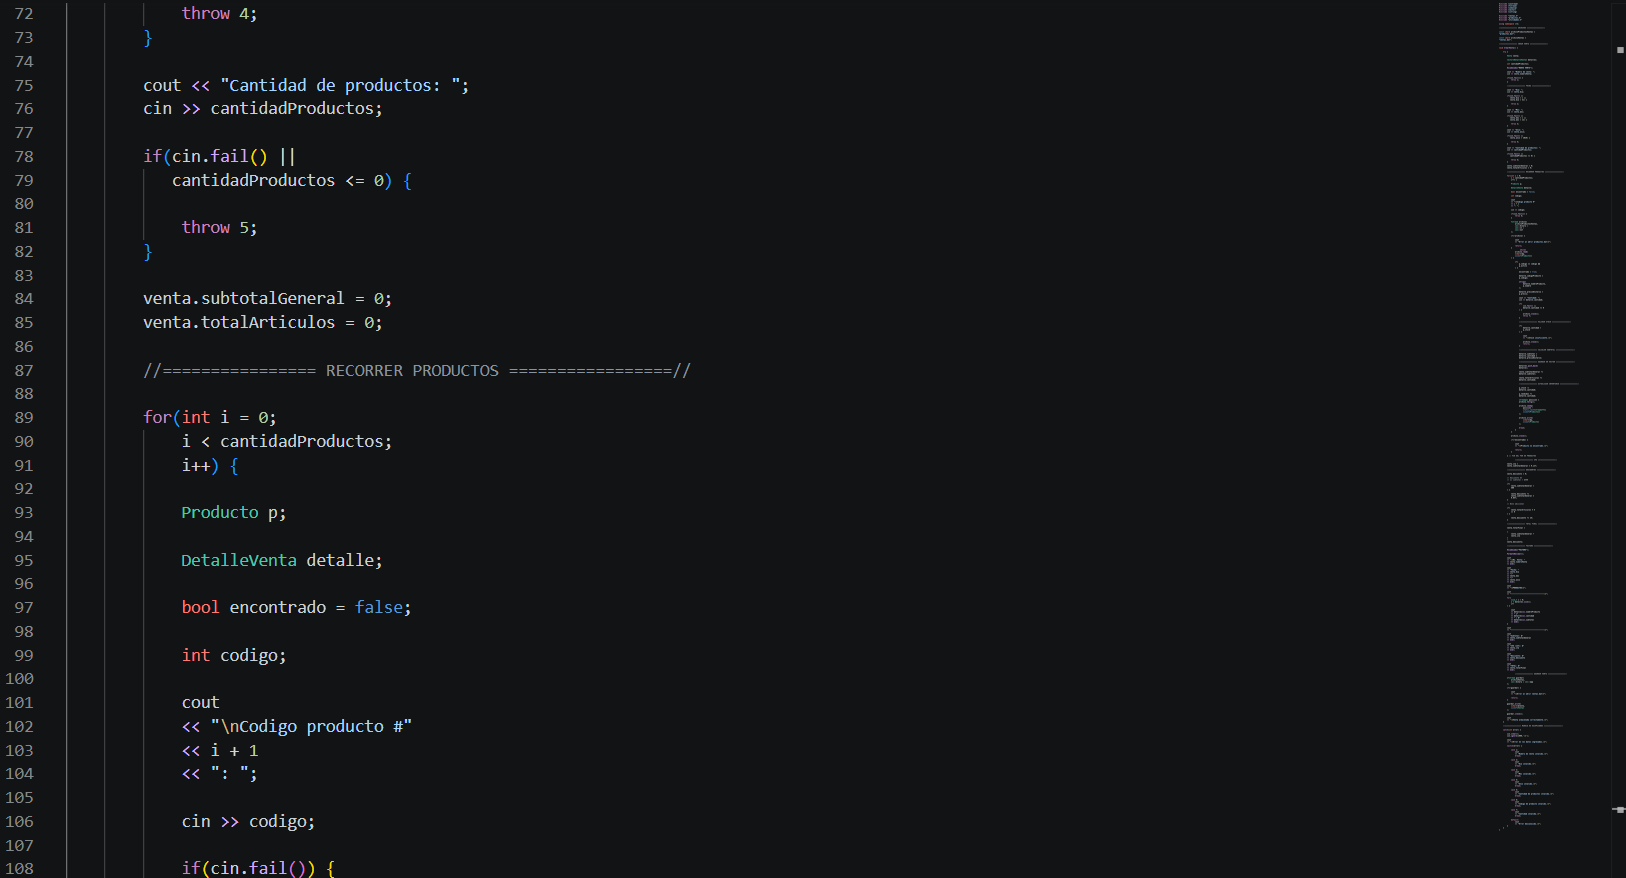 72 throw 4;
73 }
74
75 cout << "Cantidad de productos: ";
76 cin >> cantidadProductos;
77
78 if(cin.fail() ||
79 cantidadProductos <= 0) {
80
81 throw 5;
82 }
83
84 venta.subtotalGeneral = 0;
85 venta.totalArticulos = 0;
86
87 //================ RECORRER PRODUCTOS =================//
88
89 for(int i = 0;
90 i < cantidadProductos;
91 i++) {
92
93 Producto p;
94
95 DetalleVenta detalle;
96
97 bool encontrado = false;
98
99 int codigo;
100
101 cout
102 << "\nCodigo producto #"
103 << i + 1
104 << ": ";
105
106 cin >> codigo;
107
108 if(cin.fail()) {